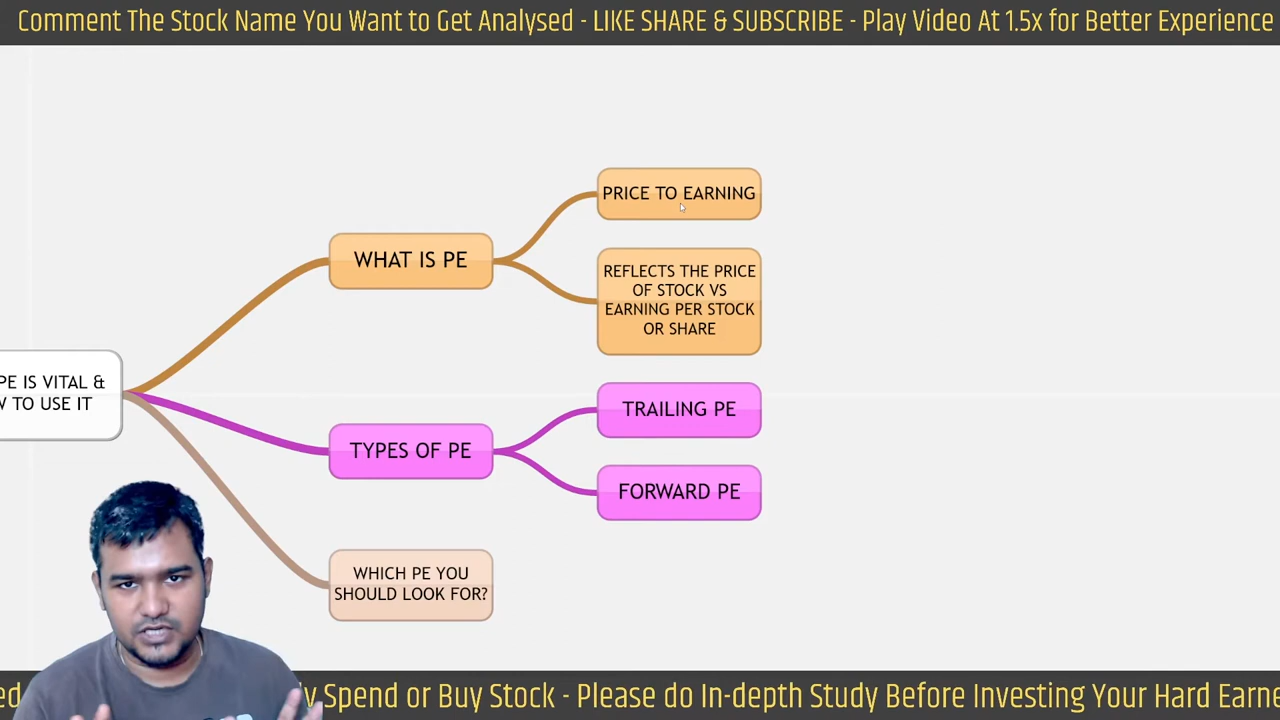 Comment The Stock Name You Want to Get Analysed - LIKE SHARE & SUBSCRIBE - Play Video At 1.5x for Better Experience
PRICE TO EARNING
WHAT IS PE
REFLECTS THE PRICE
OF STOCK VS
EARNING PER STOCK
OR SHARE
PE IS VITAL &
TO USE IT
TRAILING PE
TYPES OF PE
FORWARD PE
WHICH PE YOU
SHOULD LOOK FOR?
Spend or Buy Stock - Please do In-depth Study Before Investing Your Hard